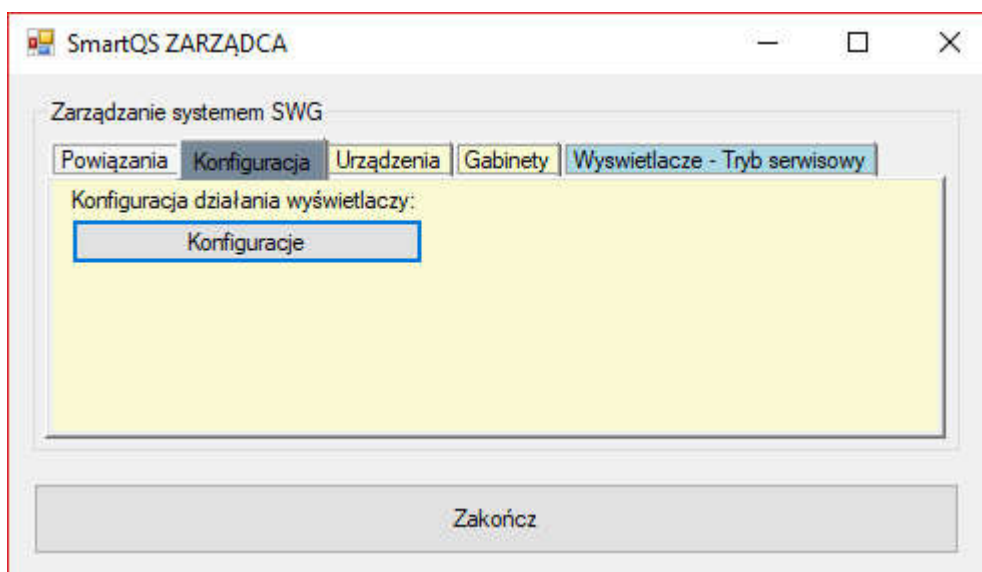 SmartQS ZARZĄDCA
Zarządzanie systemem SWG
Powiązania Konfiguracja Urządzenia Gabinety Wyswietlacze - Tryb serwisowy
Konfiguracja działania wyświetlaczy:
Konfiguracje
Zakończ